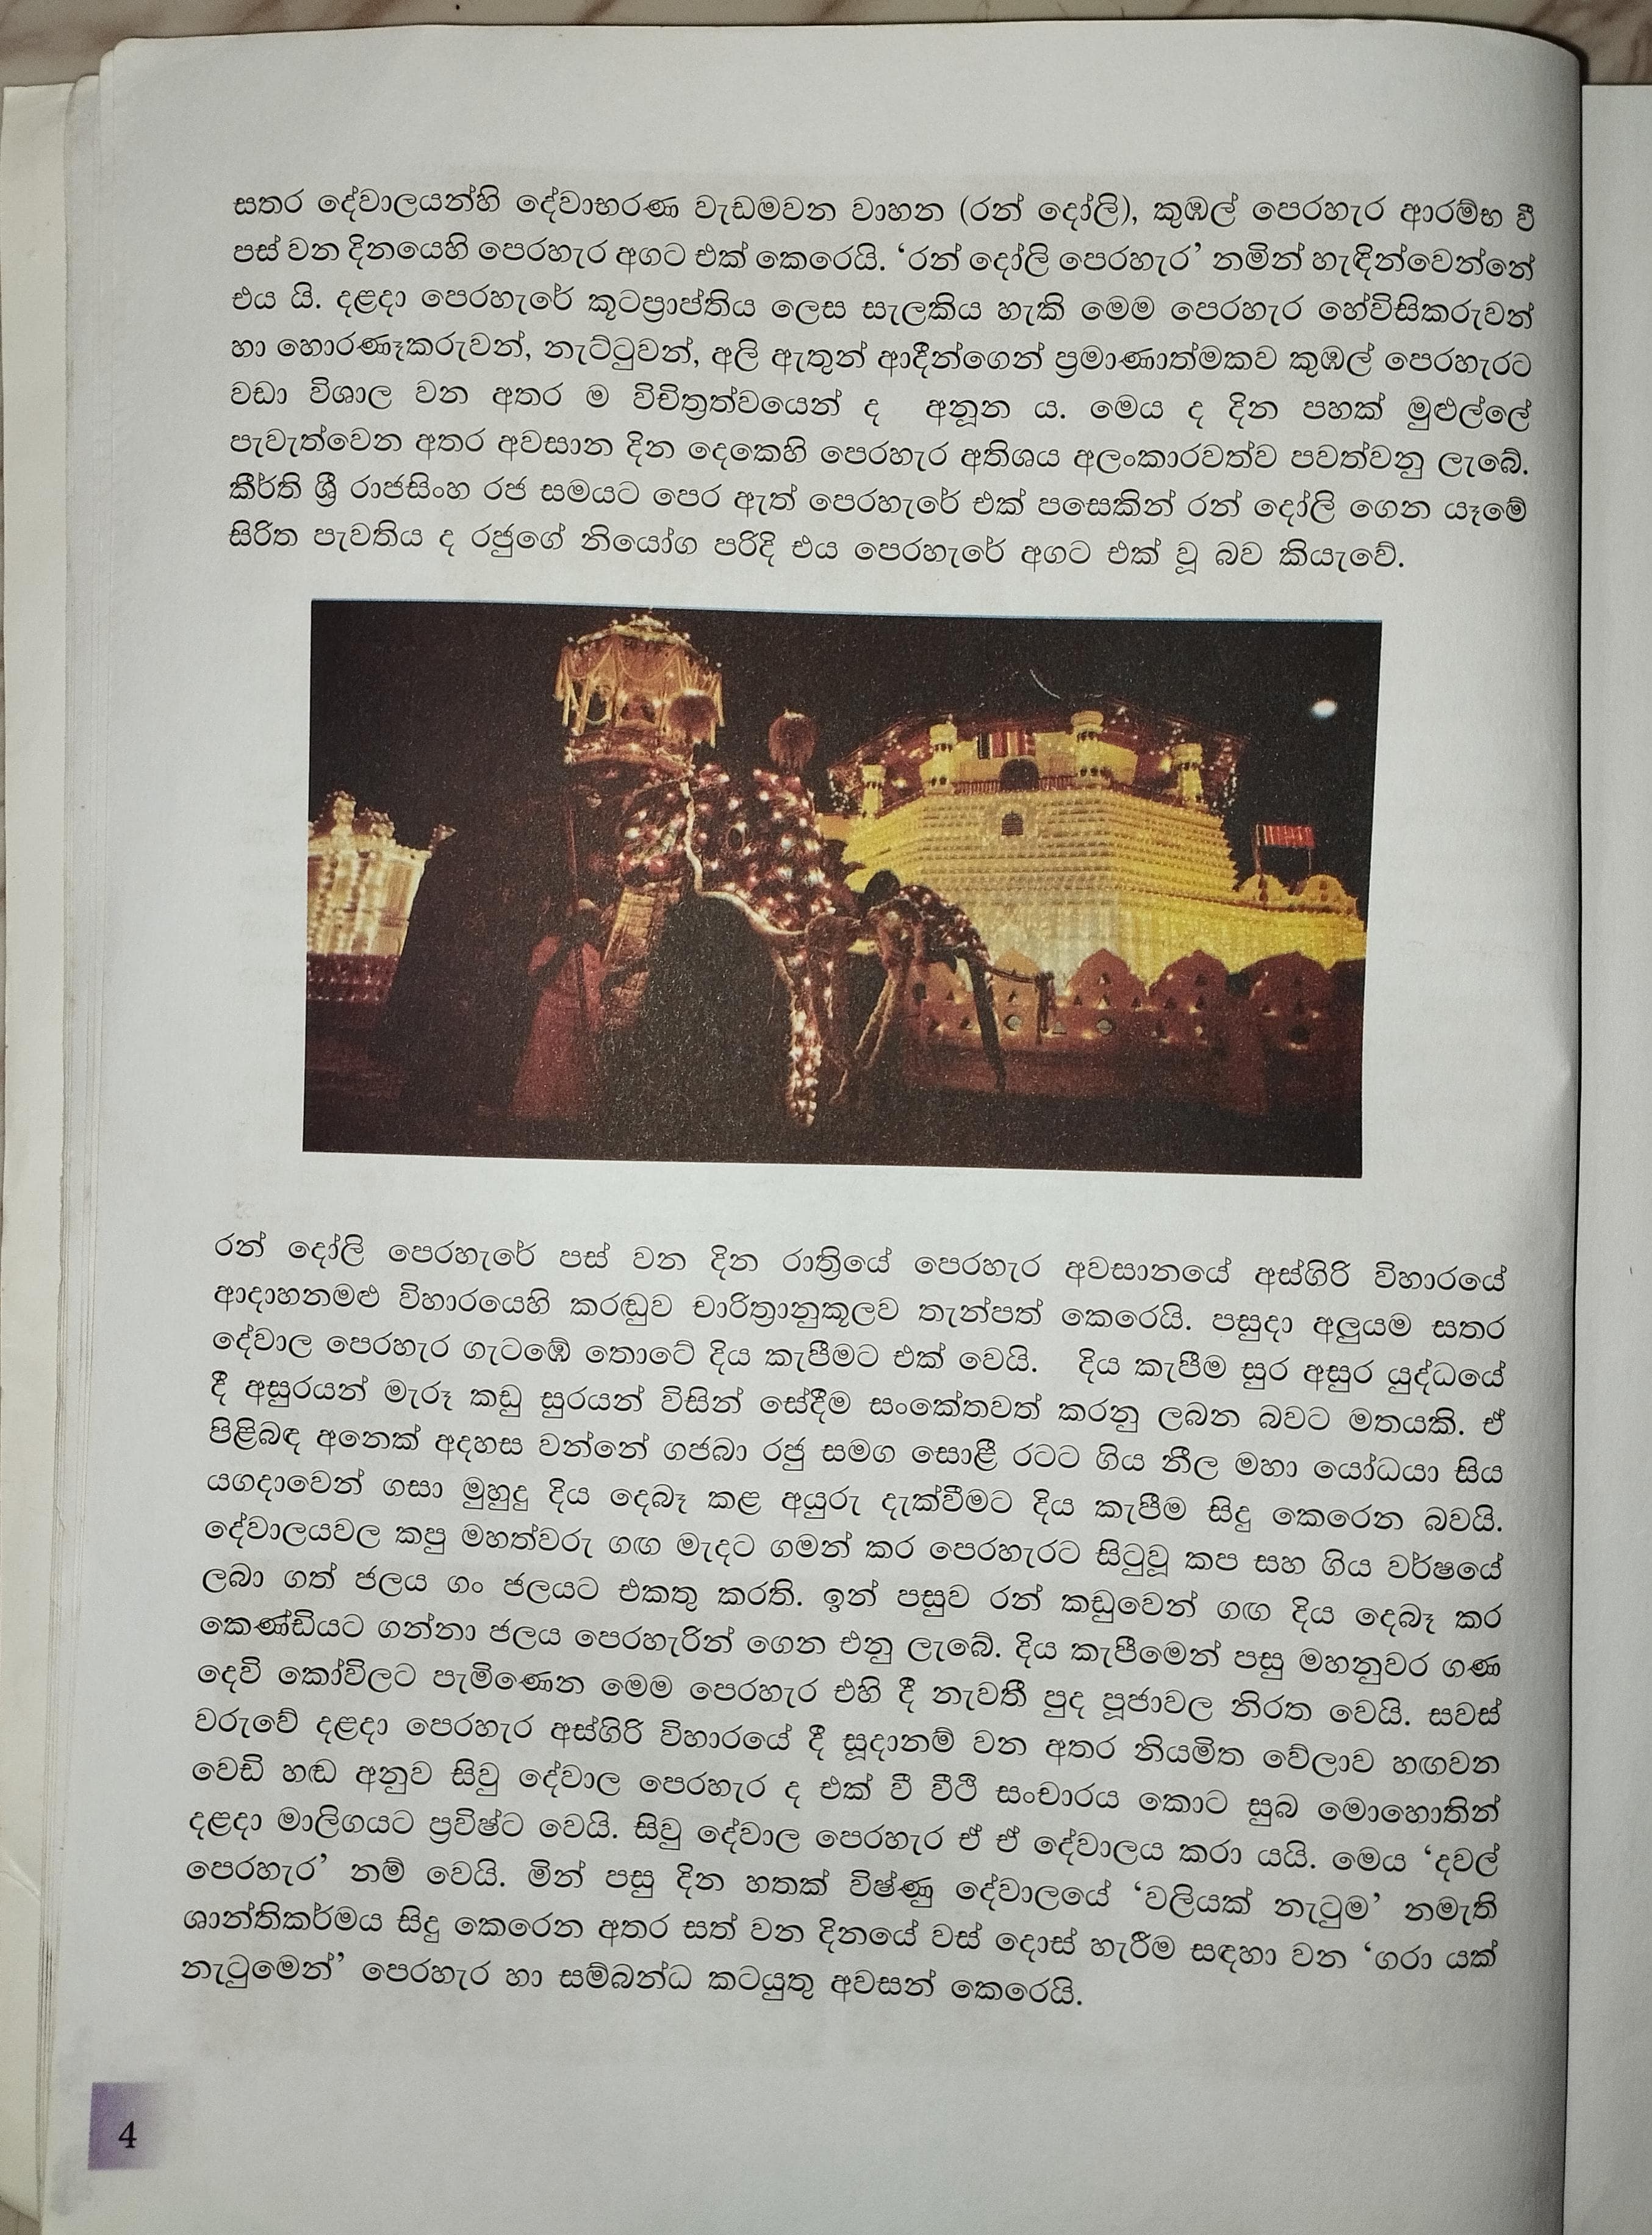 සතර දේවාලයන්හි දේවාභරණ වැඩමවන වාහන (රන් දෝලි), කුඹල් පෙරහැර ආරම්භ වී
පස් වන දිනයෙහි පෙරහැර අගට එක් කෙරෙයි. ‘රන් දෝලි පෙරහැර’ නමින් හැඳින්වෙන්නේ
එය යි. දළදා පෙරහැරේ කූටප්‍රාප්තිය ලෙස සැලකිය හැකි මෙම පෙරහැර හේවිසිකරුවන්
හා හොරණෑකරුවන්, නැට්ටුවන්, අලි ඇතුන් ආදීන්ගෙන් ප්‍රමාණාත්මකව කුඹල් පෙරහැරට
වඩා විශාල වන අතර ම විචිත්‍රත්වයෙන් ද අනූන ය. මෙය ද දින පහක් මුළුල්ලේ
පැවැත්වෙන අතර අවසාන දින දෙකෙහි පෙරහැර අතිශය අලංකාරවත්ව පවත්වනු ලැබේ.
කීර්ති ශ්‍රී රාජසිංහ රජ සමයට පෙර ඇත් පෙරහැරේ එක් පසෙකින් රන් දෝලි ගෙන යෑමේ
සිරිත පැවතිය ද රජුගේ නියෝග පරිදි එය පෙරහැරේ අගට එක් වූ බව කියැවේ.
රන් දෝලි පෙරහැරේ පස් වන දින රාත්‍රියේ පෙරහැර අවසානයේ අස්ගිරි විහාරයේ
ආදාහනමළු විහාරයෙහි කරඬුව චාරිත්‍රානුකූලව තැන්පත් කෙරෙයි. පසුදා අලුයම සතර
දේවාල පෙරහැර ගැටඹේ තොටේ දිය කැපීමට එක් වෙයි. දිය කැපීම සුර අසුර යුද්ධයේ
දී අසුරයන් මැරූ කඩු සුරයන් විසින් සේදීම සංකේතවත් කරනු ලබන බවට මතයකි. ඒ
පිළිබඳ අනෙක් අදහස වන්නේ ගජබා රජු සමග සොළී රටට ගිය නීල මහා යෝධයා සිය
යගදාවෙන් ගසා මුහුදු දිය දෙබෑ කළ අයුරු දැක්වීමට දිය කැපීම සිදු කෙරෙන බවයි.
දේවාලයවල කපු මහත්වරු ගඟ මැදට ගමන් කර පෙරහැරට සිටුවූ කප සහ ගිය වර්ෂයේ
ලබා ගත් ජලය ගං ජලයට එකතු කරති. ඉන් පසුව රන් කඩුවෙන් ගඟ දිය දෙබෑ කර
කෙණ්ඩියට ගන්නා ජලය පෙරහැරින් ගෙන එනු ලැබේ. දිය කැපීමෙන් පසු මහනුවර ගණ
දෙවි කෝවිලට පැමිණෙන මෙම පෙරහැර එහි දී නැවතී පුද පූජාවල නිරත වෙයි. සවස්
වරුවේ දළදා පෙරහැර අස්ගිරි විහාරයේ දී සූදානම් වන අතර නියමිත වේලාව හඟවන
වෙඩි හඬ අනුව සිවු දේවාල පෙරහැර ද එක් වී වීථි සංචාරය කොට සුබ මොහොතින්
දළදා මාලිගයට ප්‍රවිෂ්ට වෙයි. සිවු දේවාල පෙරහැර ඒ ඒ දේවාලය කරා යයි. මෙය ‘දවල්
පෙරහැර’ නම් වෙයි. මින් පසු දින හතක් විෂ්ණු දේවාලයේ ‘වලියක් නැටුම’ නමැති
ශාන්තිකර්මය සිදු කෙරෙන අතර සත් වන දිනයේ වස් දොස් හැරීම සඳහා වන ‘ගරා යක්
නැටුමෙන්’ පෙරහැර හා සම්බන්ධ කටයුතු අවසන් කෙරෙයි.
4